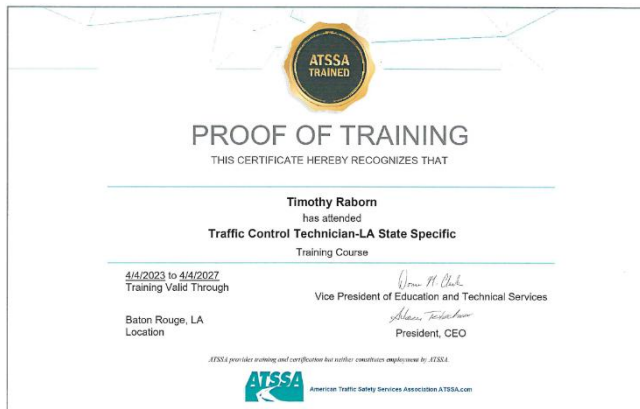 ATSSA
TRAINED
PROOF OF TRAINING
THIS CERTIFICATE HEREBY RECOGNIZES THAT
Timothy Raborn
has attended
Traffic Control Technician-LA State Specific
Training Course
4/4/2023 to 4/4/2027
Training Valid Through
Vice President of Education and Technical Services
Baton Rouge, LA
Location
President, CEO
ATSSA provides training and certification but neither constitutes employment by ATSSA.
ATSSA
American Traffic Safety Services Association ATSSA.com